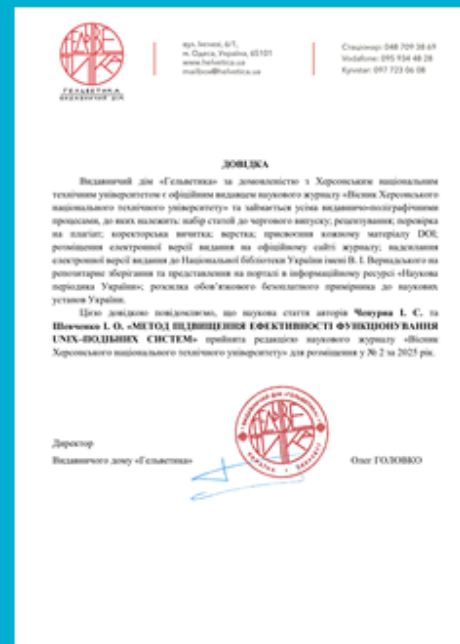 ГЕЛЬВЕТИКА
ВИДАВНИЧИЙ ДІМ
вул. Інглезі, 6/1,
м. Одеса, Україна, 65101
www.helvetica.ua
mailbox@helvetica.ua
Стаціонар: 048 709 38 69
Vodafone: 095 934 48 28
Kyivstar: 097 723 06 08
ДОВІДКА
Видавничий дім «Гельветика» за домовленістю з Херсонським національним
технічним університетом є офіційним видавцем наукового журналу «Вісник Херсонського
національного технічного університету» та займається усіма видавничо-поліграфічними
процесами, до яких належить: набір статей до чергового випуску; рецензування; перевірка
на плагіат; коректорська вичитка; верстка; присвоєння кожному матеріалу DOI;
розміщення електронної версії видання на офіційному сайті журналу; надсилання
електронної версії видання до Національної бібліотеки України імені В. І. Вернадського на
репозитарне зберігання та представлення на порталі в інформаційному ресурсі «Наукова
періодика України»; розсилка обов’язкового безоплатного примірника до наукових
установ України.
Цією довідкою повідомляємо, що наукова стаття авторів Чепурна І. С. та
Шевченко І. О. «МЕТОД ПІДВИЩЕННЯ ЕФЕКТИВНОСТІ ФУНКЦІОНУВАННЯ
UNIX-ПОДІБНИХ СИСТЕМ» прийнята редакцією наукового журналу «Вісник
Херсонського національного технічного університету» для розміщення у № 2 за 2025 рік.
Директор
Видавничого дому «Гельветика»
Олег ГОЛОВКО